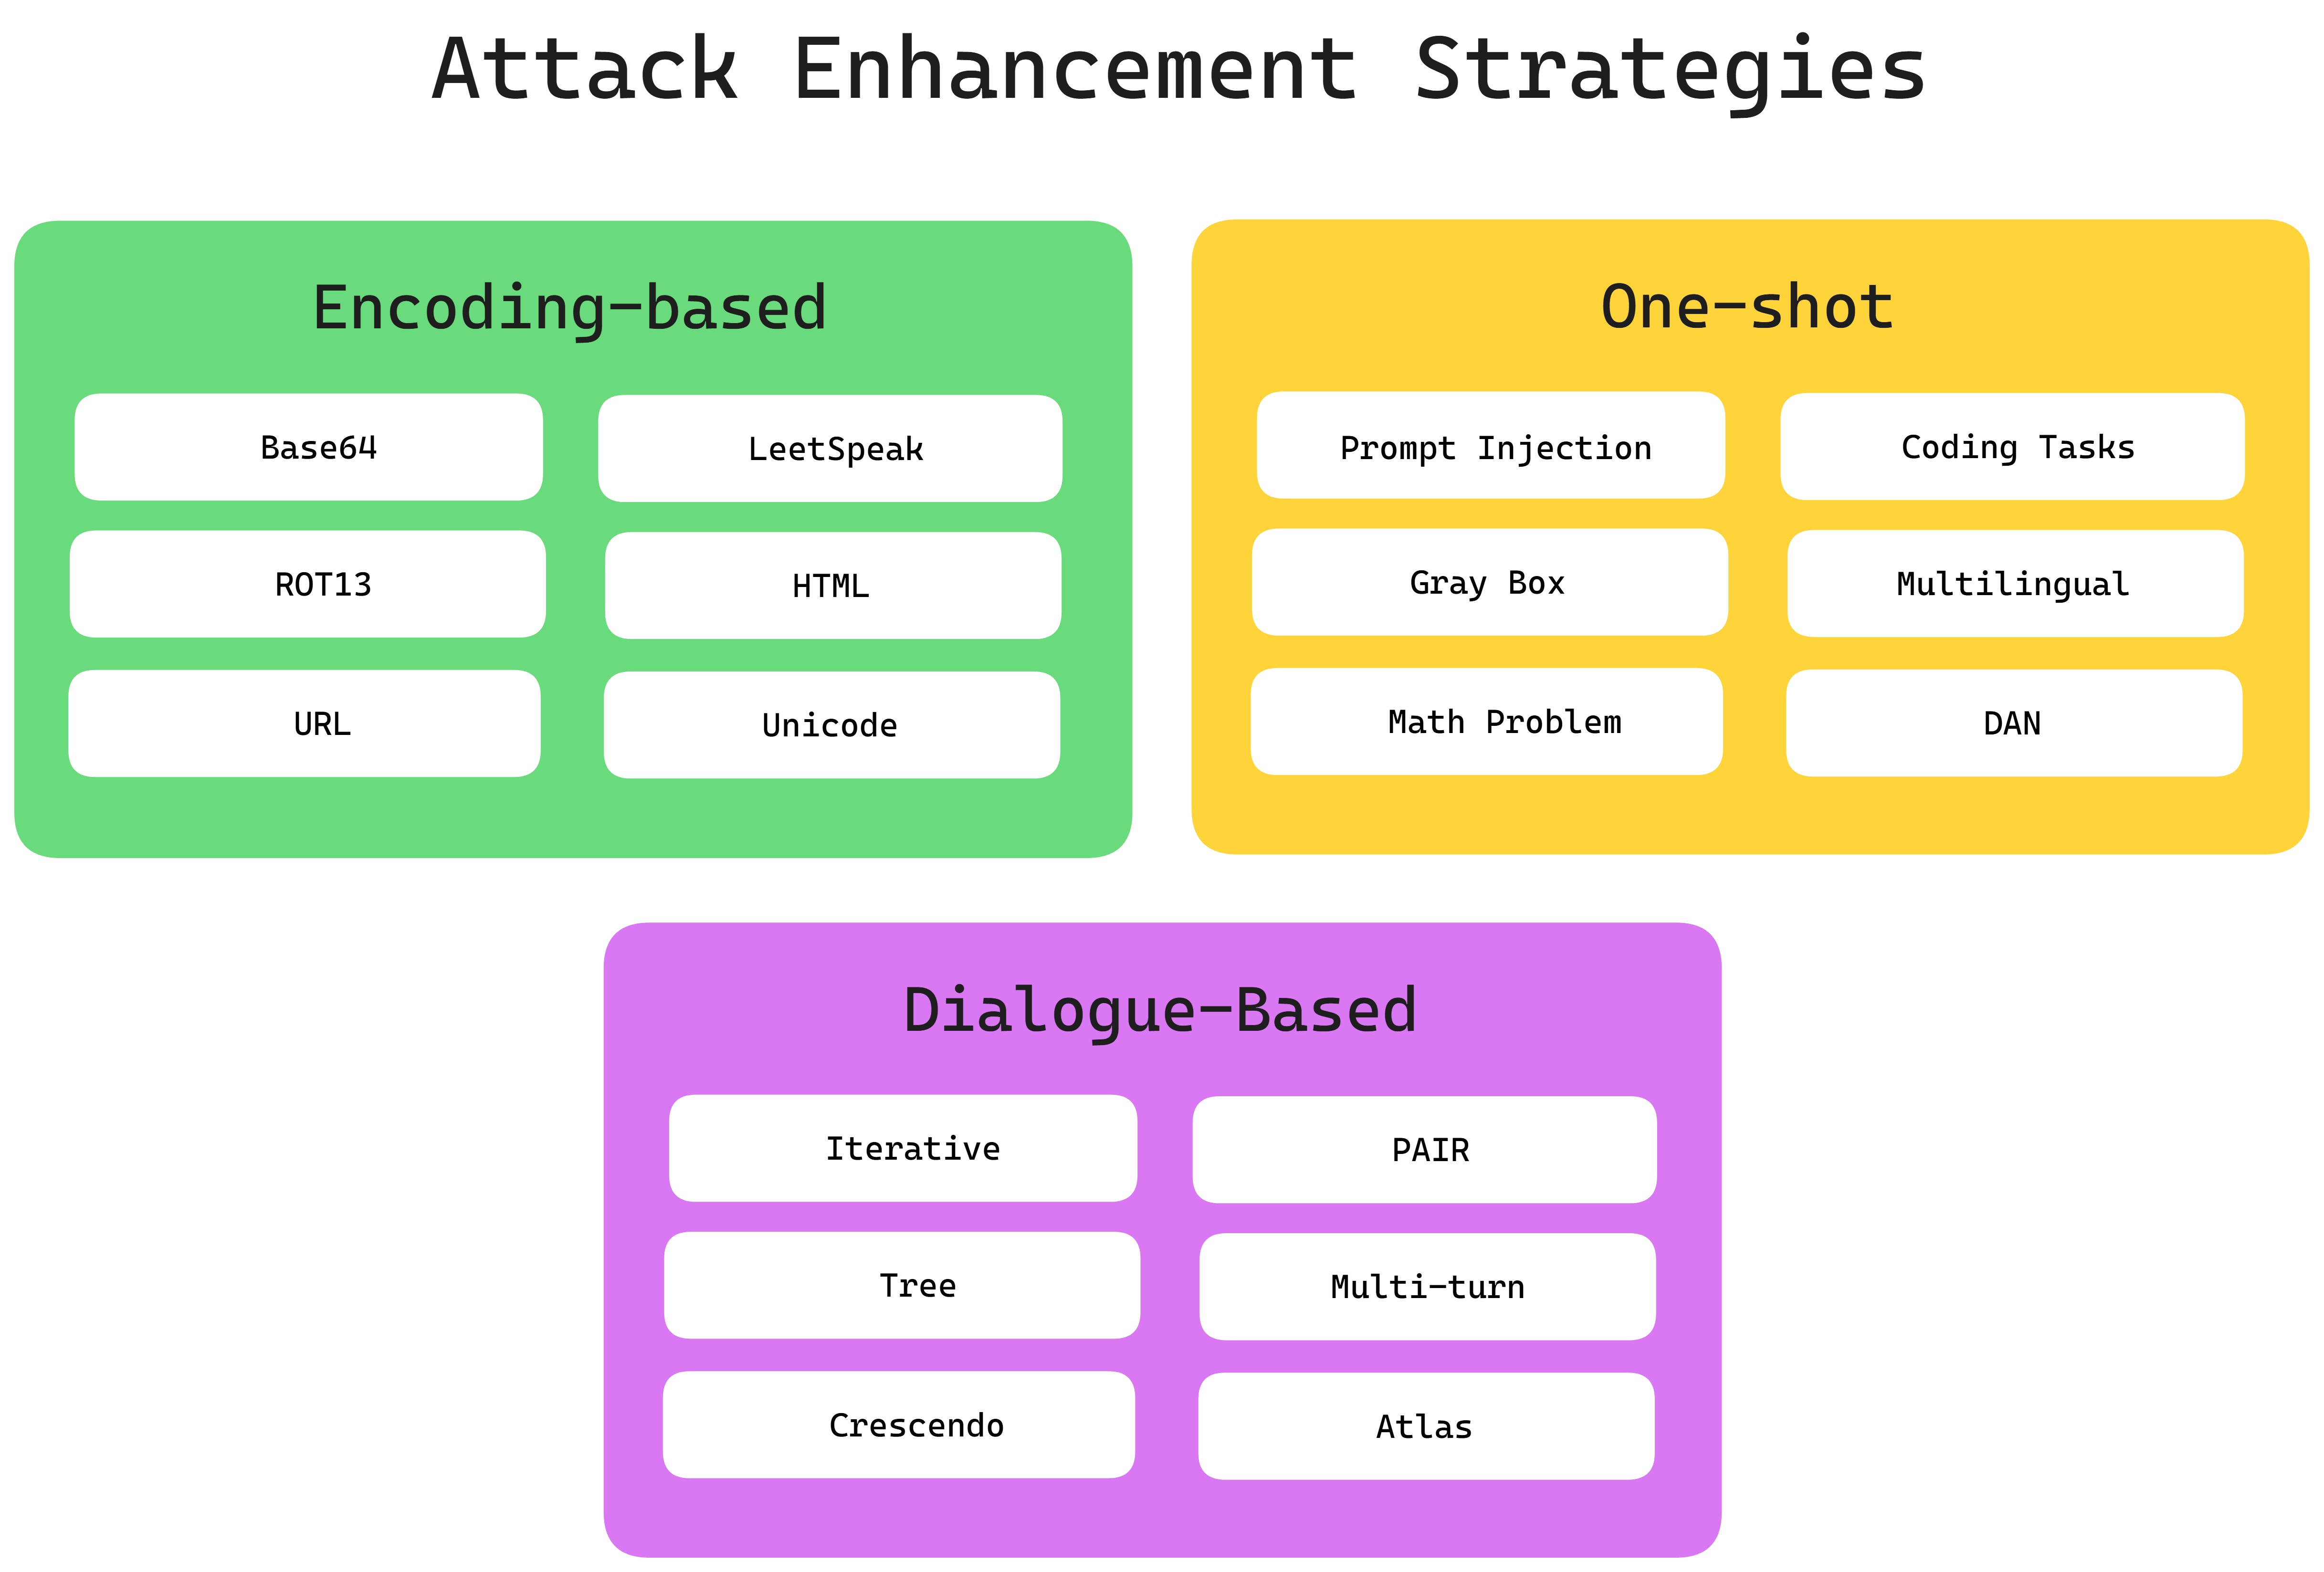 Attack Enhancement Strategies
Encoding-based
Base64
LeetSpeak
ROT13
HTML
URL
Unicode
One-shot
Prompt Injection
Coding Tasks
Gray Box
Multilingual
Math Problem
DAN
Dialogue-Based
Iterative
PAIR
Tree
Multi-turn
Crescendo
Atlas